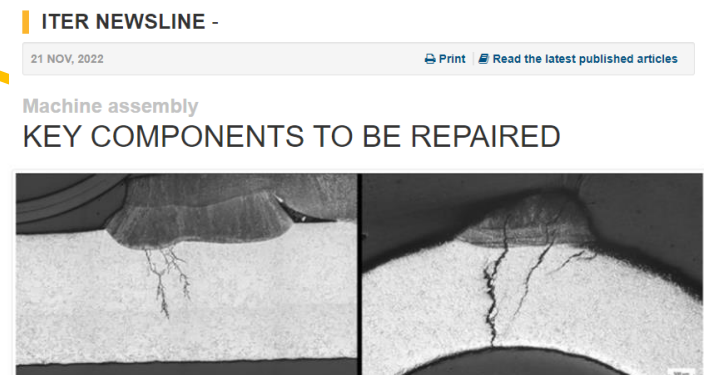 ITER NEWSLINE -
21 NOV, 2022
Print
Read the latest published articles
Machine assembly
KEY COMPONENTS TO BE REPAIRED